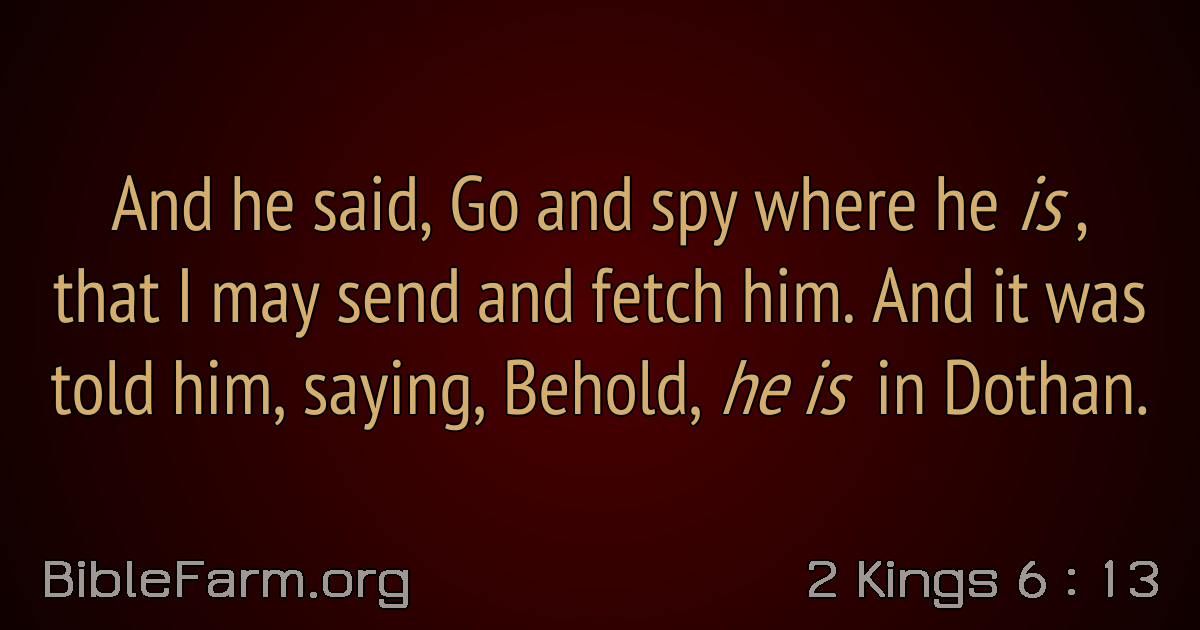 And he said, Go and spy where he is ,
that I may send and fetch him. And it was
told him, saying, Behold, he is in Dothan.
BibleFarm.org
2 Kings 6 : 13